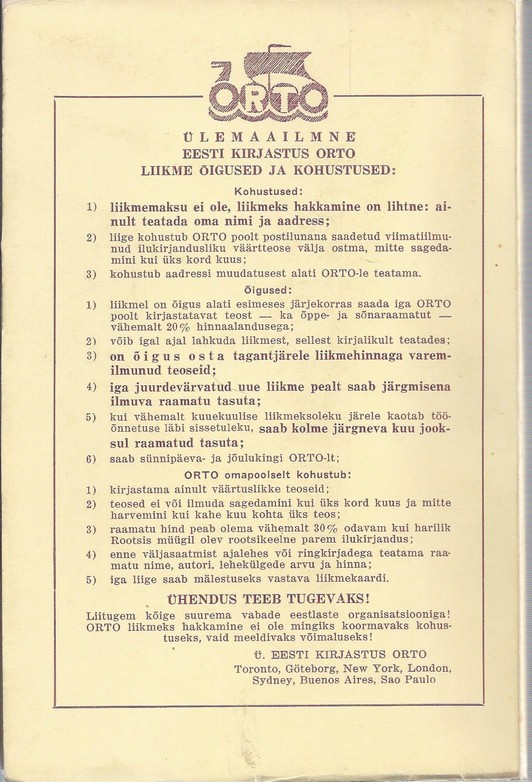 7
ORTO
ÜLEMAAILMNE
EESTI KIRJASTUS ORTO
LIIKME ÕIGUSED JA KOHUSTUSED:
Kohustused:
1) liikmemaksu ei ole, liikmeks hakkamine on lihtne: ai-
nult teatada oma nimi ja aadress;
2) liige kohustub ORTO poolt postilunana saadetud viimatiilmu-
nud ilukirjandusliku väärtteose välja ostma, mitte sageda-
mini kui üks kord kuus;
3) kohustub aadressi muudatusest alati ORTO-le teatama.
Õigused:
1) liikmel on õigus alati esimeses järjekorras saada iga ORTO
poolt kirjastatavat teost — ka õppe- ja sõnaraamatut —
vähemalt 20% hinnaalandusega;
2) võib igal ajal lahkuda liikmest, sellest kirjalikult teatades;
3) on õigus osta tagantjärele liikmehinnaga varem-
ilmunud teoseid;
4) iga juurdevärvatud uue liikme pealt saab järgmisena
ilmuva raamatu tasuta;
5) kui vähemalt kuuekuulise liikmeksoleku järele kaotab töö-
õnnetuse läbi sissetuleku, saab kolme järgneva kuu jook-
sul raamatud tasuta;
6) saab sünnipäeva- ja jõulukingi ORTO-lt;
ORTO omapoolselt kohustub:
1) kirjastama ainult väärtuslikke teoseid;
2) teosed ei või ilmuda sagedamini kui üks kord kuus ja mitte
harvemini kui kahe kuu kohta üks teos;
3) raamatu hind peab olema vähemalt 30% odavam kui harilik
Rootsis müügil olev rootsikeelne parem ilukirjandus;
4) enne väljasaatmist ajalehes või ringkirjadega teatama raa-
matu nime, autori, lehekülgede arvu ja hinna;
5) iga liige saab mälestuseks vastava liikmekaardi.
ÜHENDUS TEEB TUGEVAKS!
Liitugem kõige suurema vabade eestlaste organisatsiooniga!
ORTO liikmeks hakkamine ei ole mingiks koormavaks kohus-
tuseks, vaid meeldivaks võimaluseks!
Ü. EESTI KIRJASTUS ORTO
Toronto, Göteborg, New York, London,
Sydney, Buenos Aires, Sao Paulo